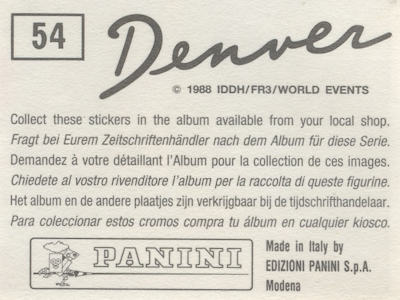 54
Denver
© 1988 IDDH/FR3/WORLD EVENTS
Collect these stickers in the album available from your local shop.
Fragt bei Eurem Zeitschriftenhändler nach dem Album für diese Serie.
Demandez à votre détaillant l'Album pour la collection de ces images.
Chiedete al vostro rivenditore l'album per la raccolta di queste figurine.
Het album en de andere plaatjes zijn verkrijgbaar bij de tijdschrifthandelaar.
Para coleccionar estos cromos compra tu álbum en cualquier kiosco.
PANINI
Made in Italy by
EDIZIONI PANINI S.p.A.
Modena